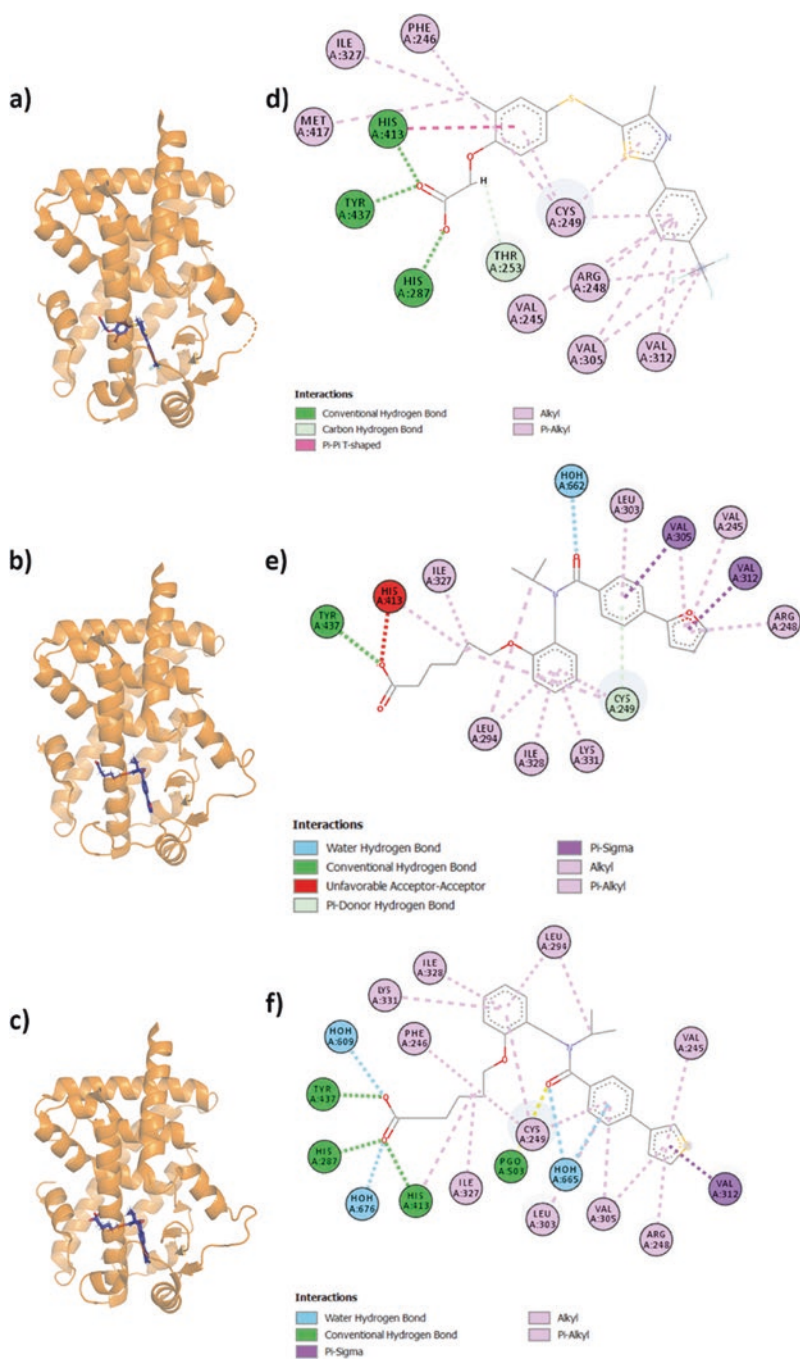 a)
d)
ILE
A:327
PHE
A:246
MET
A:417
HIS
A:413
TYR
A:437
HIS
A:287
H
THR
A:253
CYS
A:249
N
S
S
O
O
O
F
F
F
ARG
A:248
VAL
A:245
VAL
A:305
VAL
A:312
Interactions
Conventional Hydrogen Bond
Carbon Hydrogen Bond
Pi-Pi T-shaped
Alkyl
Pi-Alkyl
b)
e)
HOH
A:662
LEU
A:303
VAL
A:305
VAL
A:245
VAL
A:312
ARG
A:248
ILE
A:327
HIS
A:413
TYR
A:437
N
O
O
O
O
O
CYS
A:249
LEU
A:294
ILE
A:328
LYS
A:331
Interactions
Water Hydrogen Bond
Conventional Hydrogen Bond
Unfavorable Acceptor-Acceptor
Pi-Donor Hydrogen Bond
Pi-Sigma
Alkyl
Pi-Alkyl
c)
f)
LEU
A:294
ILE
A:328
LYS
A:331
PHE
A:246
HOH
A:609
TYR
A:437
HIS
A:287
HOH
A:676
HIS
A:413
ILE
A:327
N
O
O
O
O
S
CYS
A:249
PGO
A:503
HOH
A:665
LEU
A:303
VAL
A:305
ARG
A:248
VAL
A:312
VAL
A:245
Interactions
Water Hydrogen Bond
Conventional Hydrogen Bond
Pi-Sigma
Alkyl
Pi-Alkyl